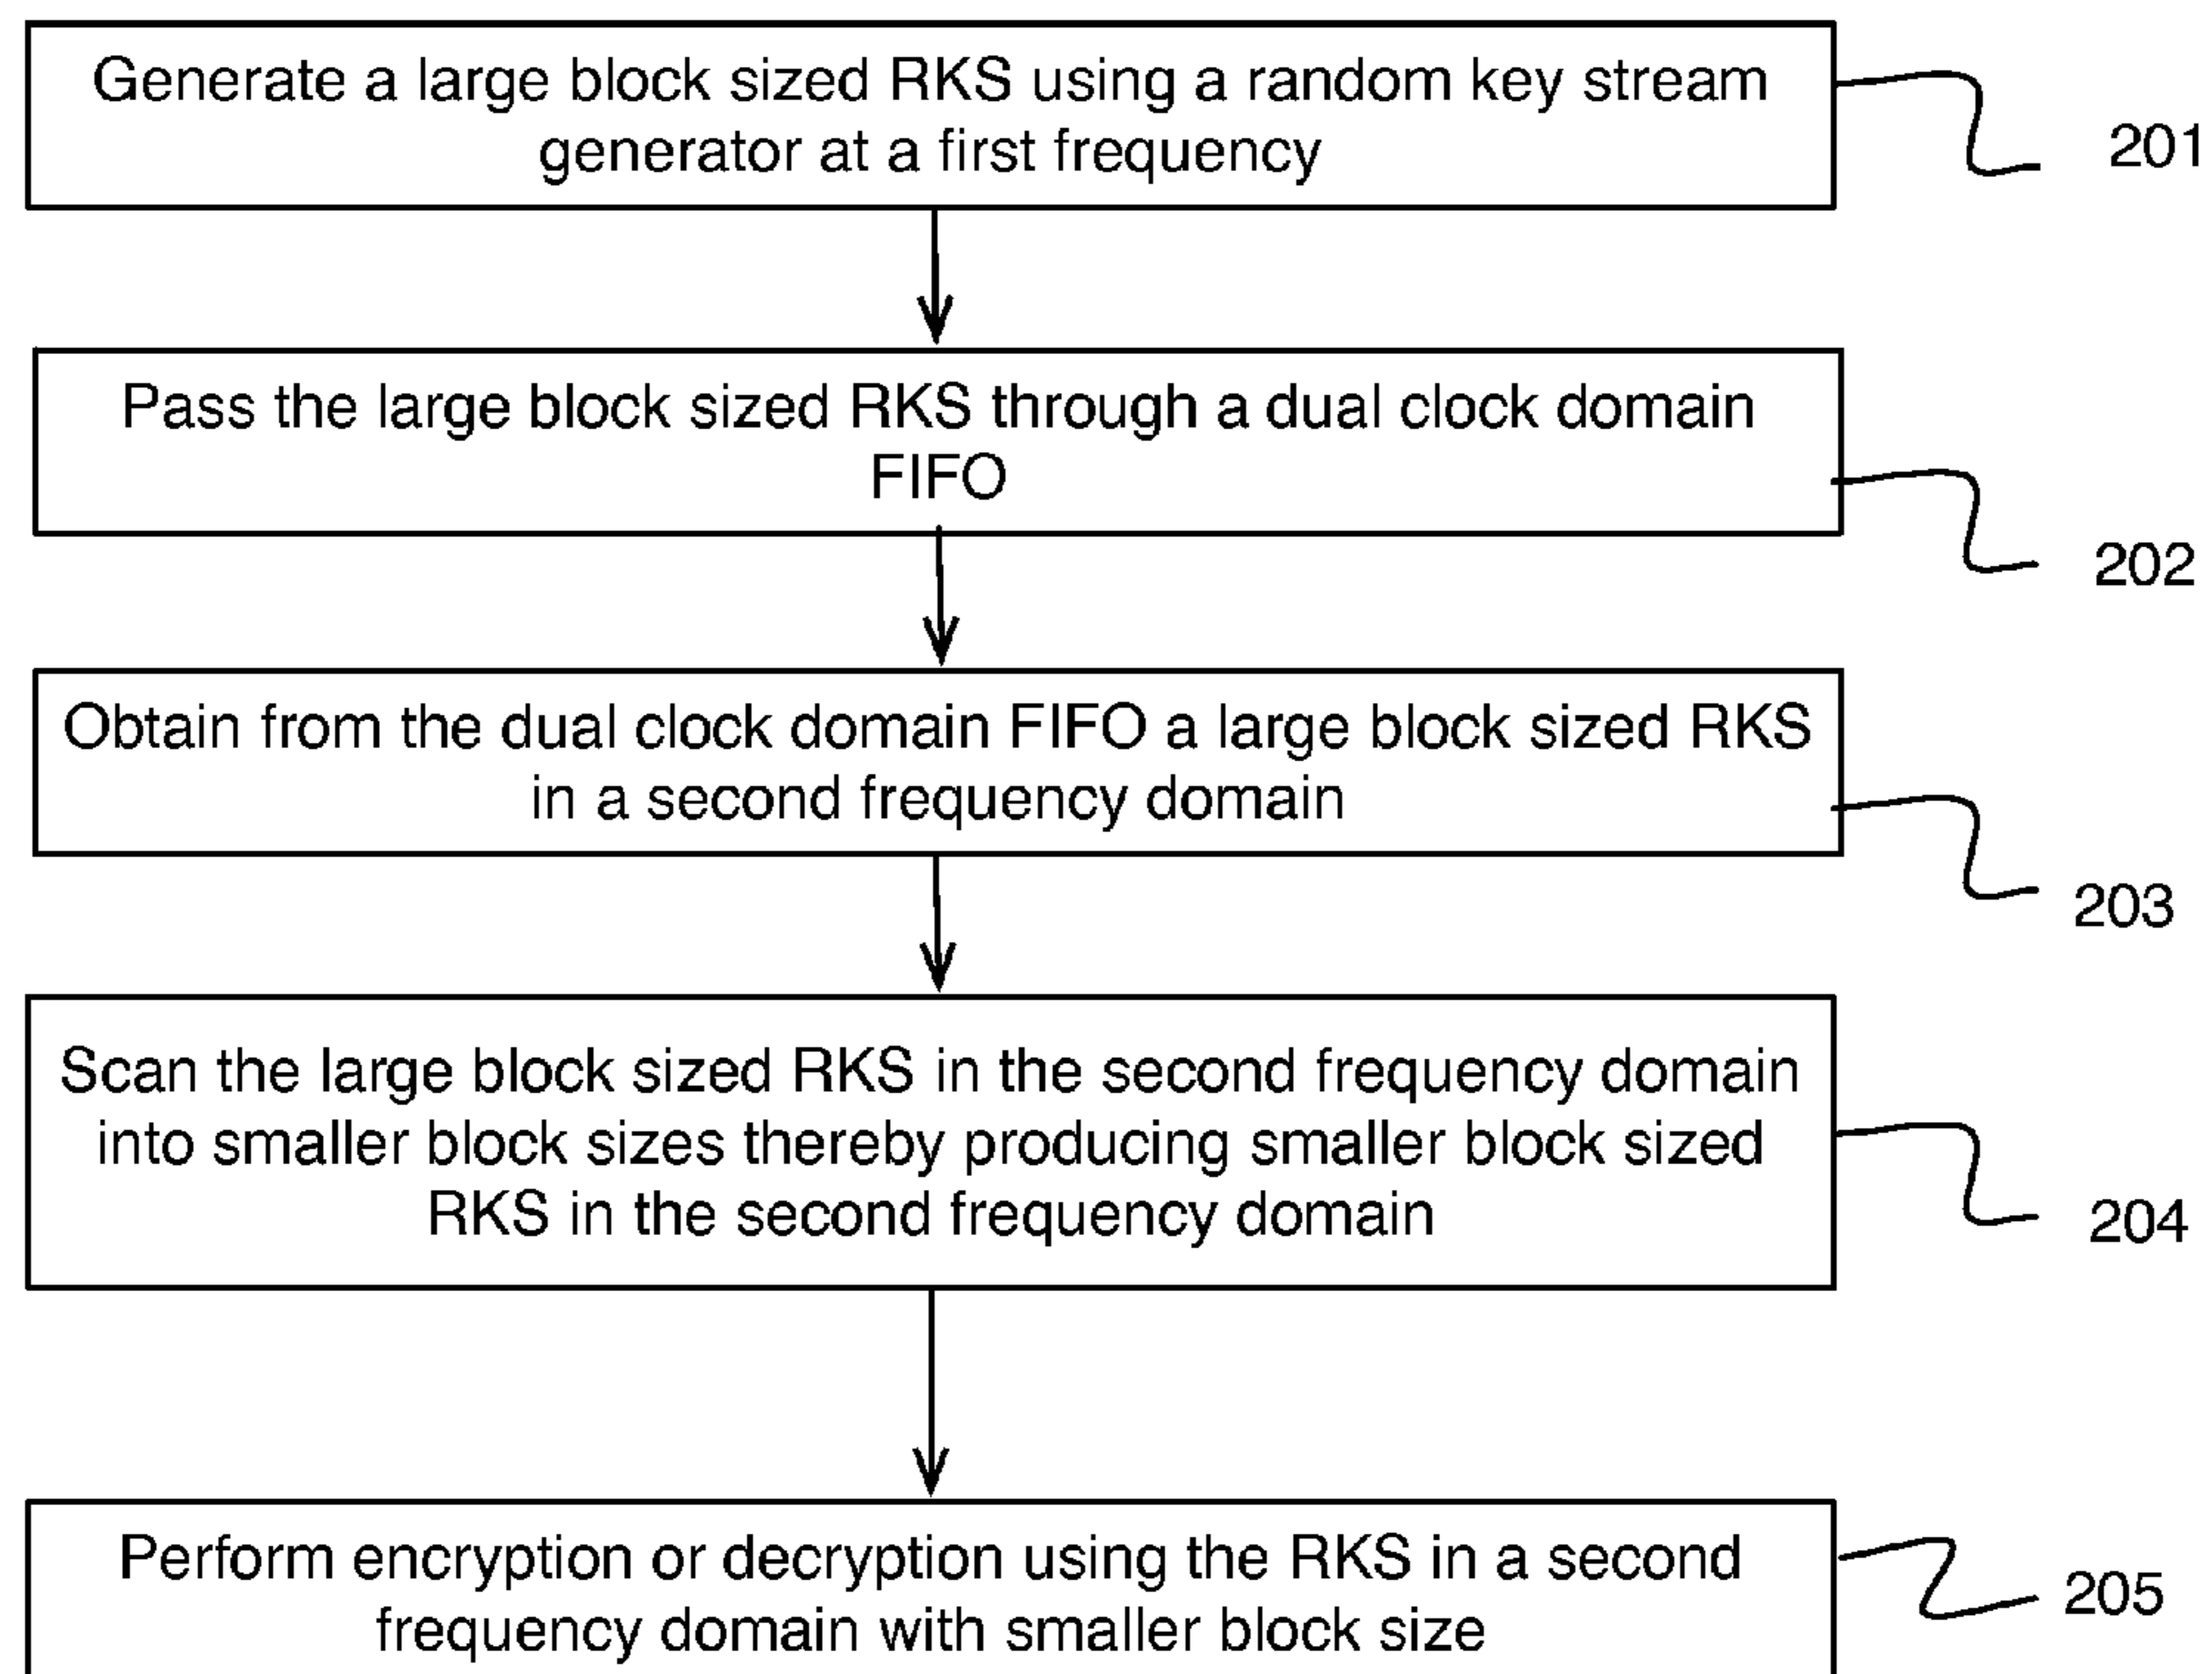 Generate a large block sized RKS using a random key stream
generator at a first frequency
201
Pass the large block sized RKS through a dual clock domain
FIFO
202
Obtain from the dual clock domain FIFO a large block sized RKS
in a second frequency domain
203
Scan the large block sized RKS in the second frequency domain
into smaller block sizes thereby producing smaller block sized
RKS in the second frequency domain
204
Perform encryption or decryption using the RKS in a second
frequency domain with smaller block size
205